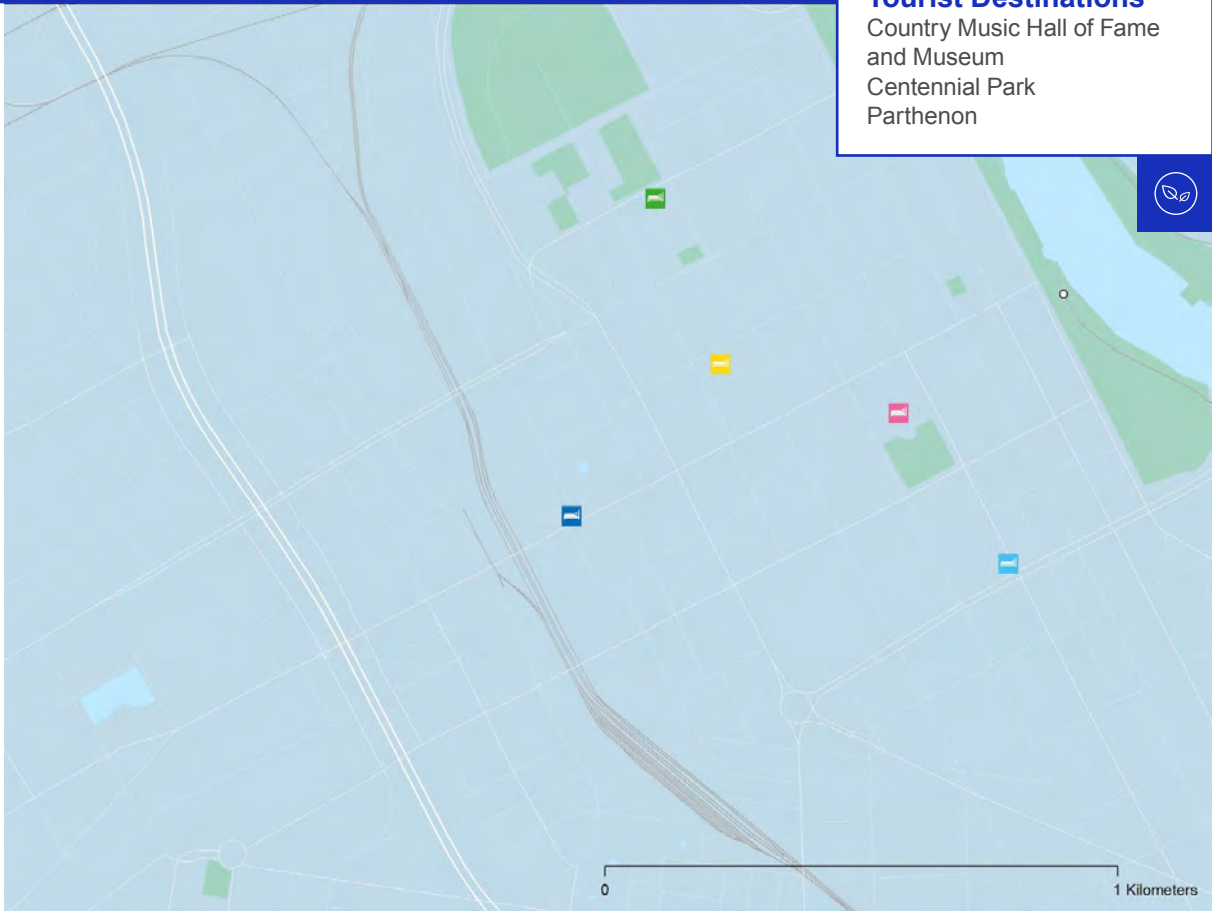 Tourist Destinations
Country Music Hall of Fame
and Museum
Centennial Park
Parthenon
0
1 Kilometers